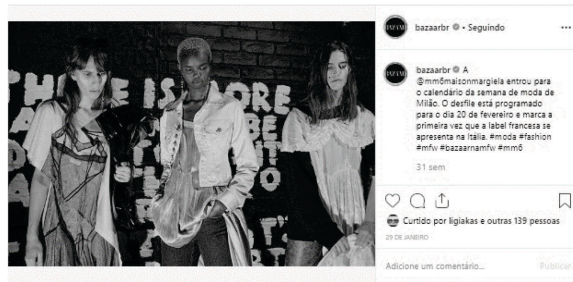 THERE IS MORE
BE
TO
bazaarbr • Seguindo
bazaarbr A
@mm6maisonmargiela entrou para
o calendário da semana de moda de
Milão. O desfile está programado
para o dia 20 de fevereiro e marca a
primeira vez que a label francesa se
apresenta na Itália. #moda #fashion
#mfw #bazaarnamfw #mm6
31 sem
Curtido por ligiakas e outras 139 pessoas
29 DE JANEIRO
Adicione um comentário...
Publicar